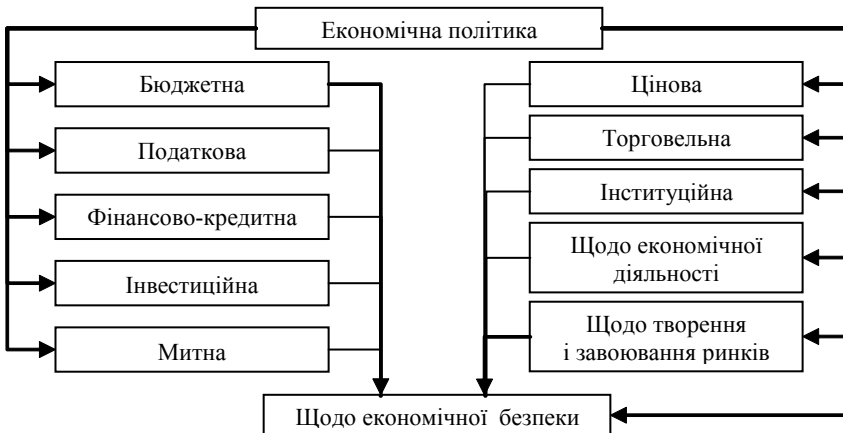 Економічна політика
Бюджетна
Податкова
Фінансово-кредитна
Інвестиційна
Митна
Цінова
Торговельна
Інституційна
Щодо економічної
діяльності
Щодо творення
і завоювання ринків
Щодо економічної безпеки